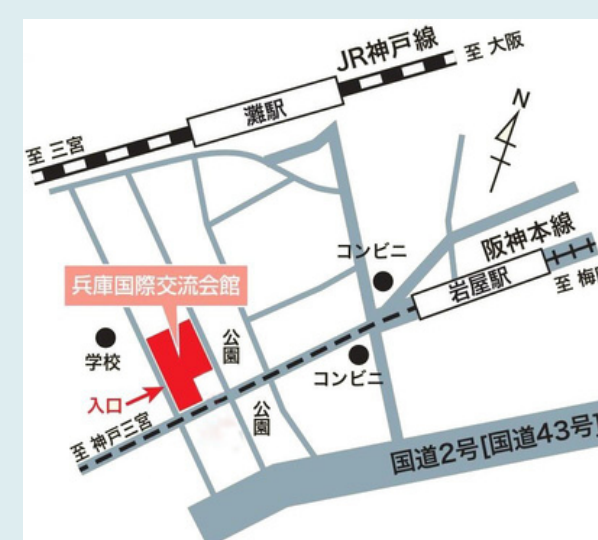 JR神戸線
至 大阪
灘駅
至 三宮
N
コンビニ
阪神本線
兵庫国際交流会館
岩屋駅
至 梅
学校
公園
コンビニ
入口
公園
至 神戸三宮
国道2号[国道43号]